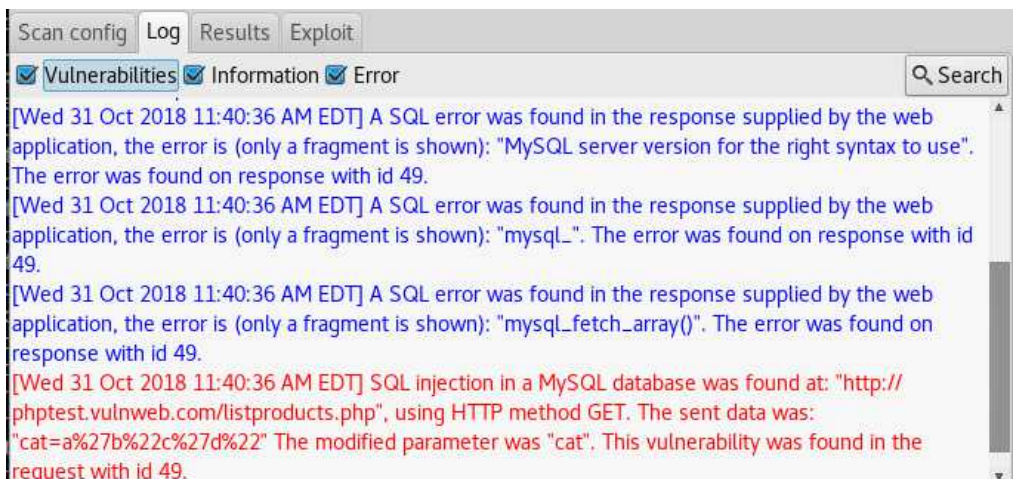 Scan config Log Results Exploit
Vulnerabilities Information Error Search
[Wed 31 Oct 2018 11:40:36 AM EDT] A SQL error was found in the response supplied by the web
application, the error is (only a fragment is shown): "MySQL server version for the right syntax to use".
The error was found on response with id 49.
[Wed 31 Oct 2018 11:40:36 AM EDT] A SQL error was found in the response supplied by the web
application, the error is (only a fragment is shown): "mysql_". The error was found on response with id
49.
[Wed 31 Oct 2018 11:40:36 AM EDT] A SQL error was found in the response supplied by the web
application, the error is (only a fragment is shown): "mysql_fetch_array()". The error was found on
response with id 49.
[Wed 31 Oct 2018 11:40:36 AM EDT] SQL injection in a MySQL database was found at: "http://
phptest.vulnweb.com/listproducts.php", using HTTP method GET. The sent data was:
"cat=a%27b%22c%27d%22" The modified parameter was "cat". This vulnerability was found in the
request with id 49.